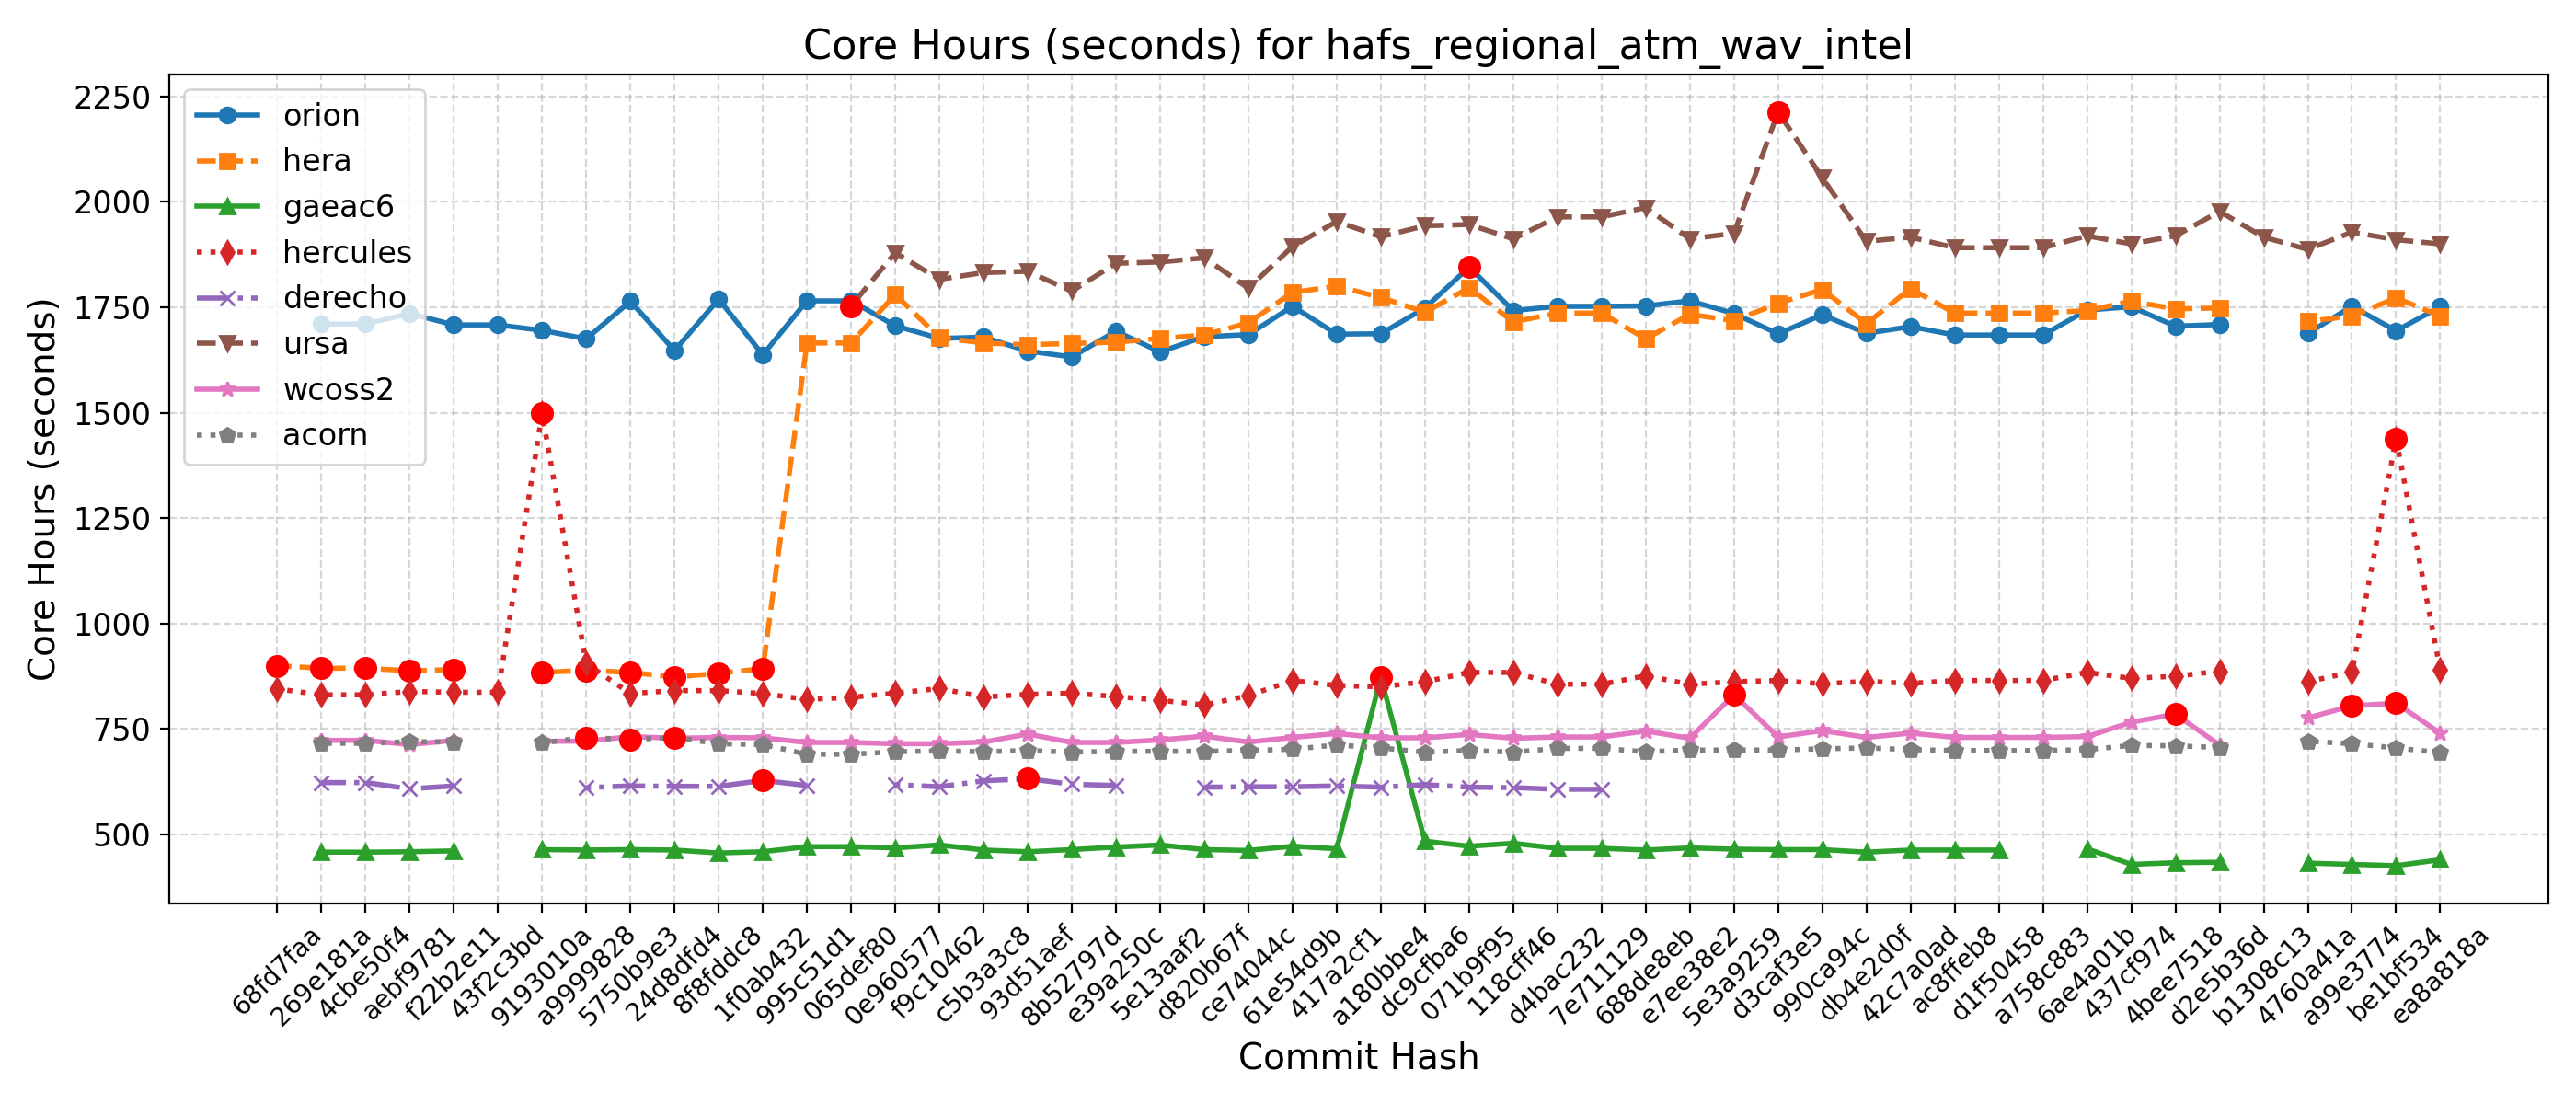 Core Hours (seconds) for hafs_regional_atm_wav_intel
Core Hours (seconds)
2250
2000
1750
1500
1250
1000
750
500
orion
hera
gaeac6
hercules
derecho
ursa
wcoss2
acorn
68fd7faa
269e181a
4cbe50f4
aebf9781
f22b2e11
43f2c3bd
9193010a
a9999828
5750b9e3
24d8dfd4
8f8fddc8
1f0ab432
995c51d1
065def80
0e960577
f9c10462
c5b3a3c8
93d51aef
8b52797d
e39a250c
5e13aaf2
d820b67f
ce74044c
61e54d9b
417a2cf1
a180bbe4
dc9cfba6
071b9f95
118cff46
d4bac232
7e711129
688de8eb
e7ee38e2
5e3a9259
d3caf3e5
990ca94c
db4e2d0f
42c7a0ad
ac8ffeb8
d1f50458
a758c883
6ae4a01b
437cf974
4bee7518
d2e5b36d
b1308c13
4760a41a
a99e3774
be1bf534
ea8a818a
Commit Hash